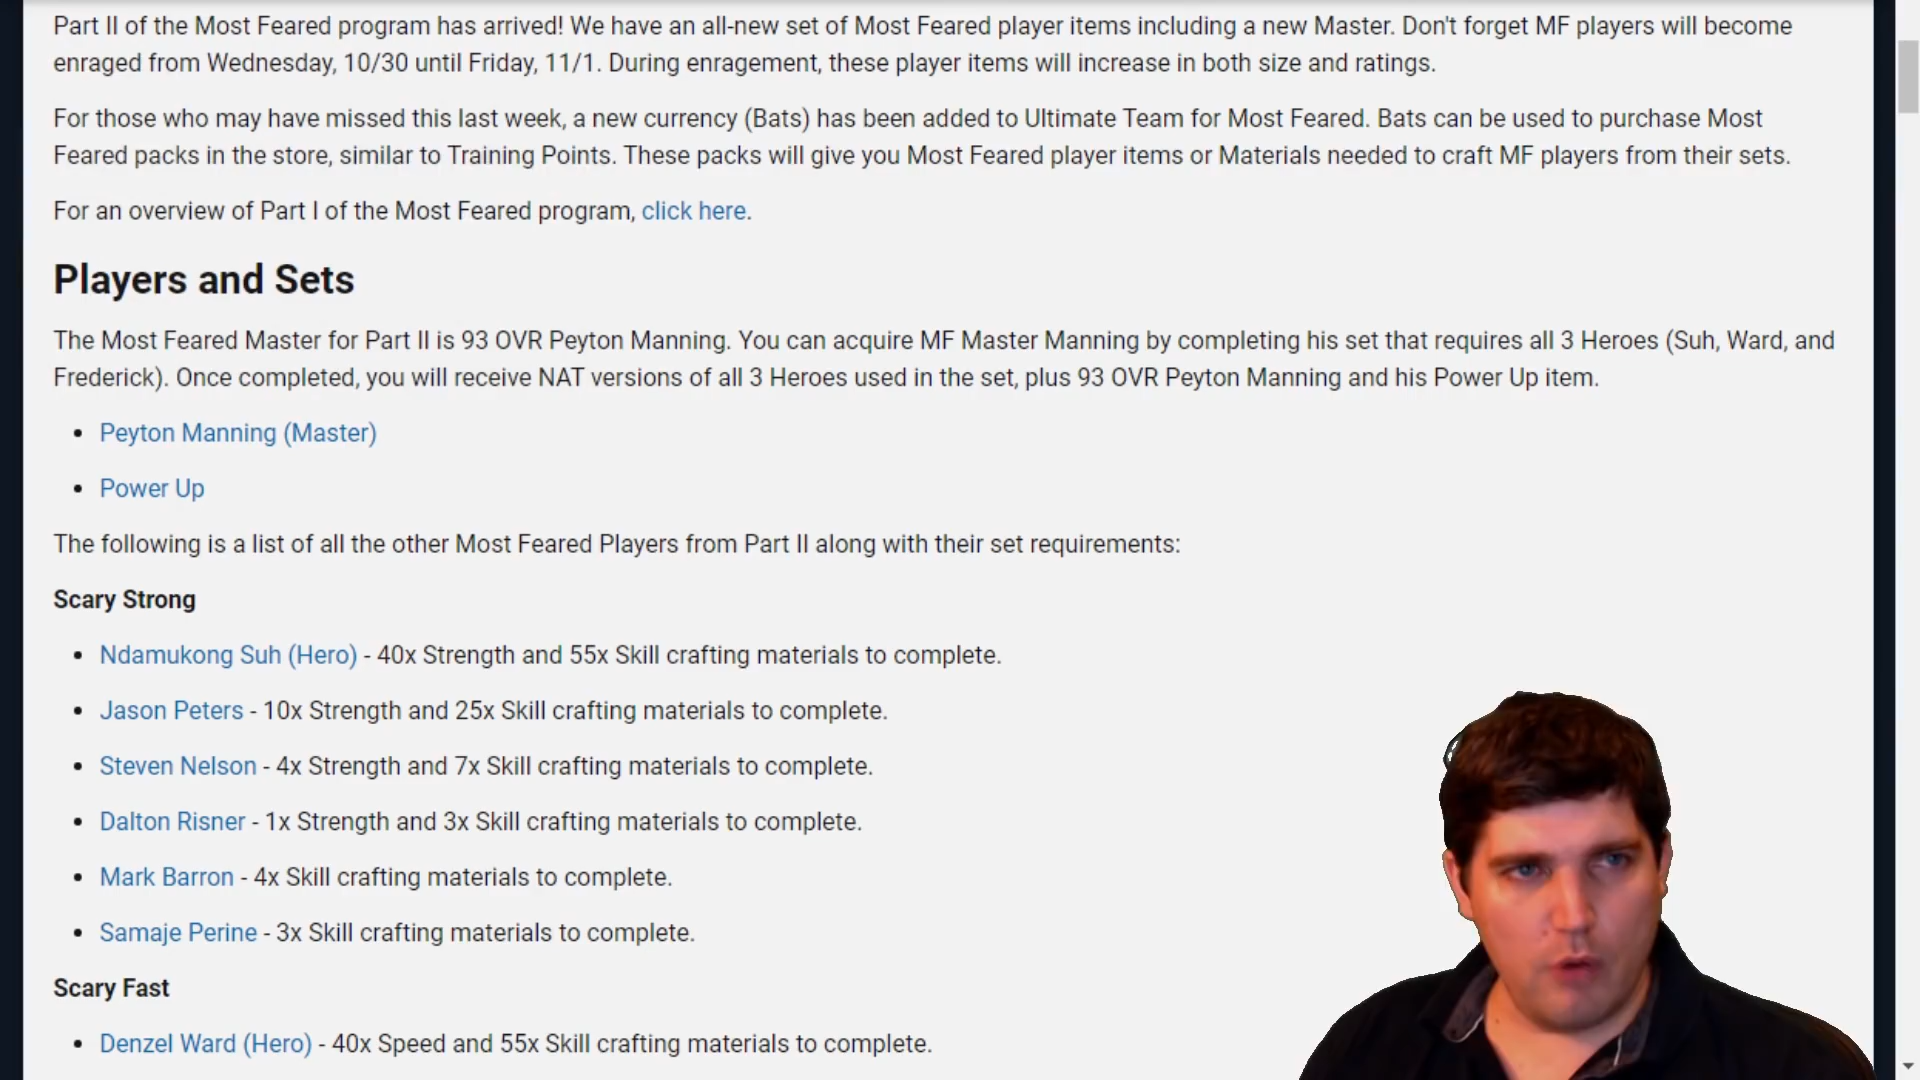 Part II of the Most Feared program has arrived! We have an all-new set of Most Feared player items including a new Master. Don't forget MF players will become
enraged from Wednesday, 10/30 until Friday, 11/1. During enragement, these player items will increase in both size and ratings.
For those who may have missed this last week, a new currency (Bats) has been added to Ultimate Team for Most Feared. Bats can be used to purchase Most
Feared packs in the store, similar to Training Points. These packs will give you Most Feared player items or Materials needed to craft MF players from their sets.
For an overview of Part I of the Most Feared program, click here.
Players and Sets
The Most Feared Master for Part II is 93 OVR Peyton Manning. You can acquire MF Master Manning by completing his set that requires all 3 Heroes (Suh, Ward, and
Frederick). Once completed, you will receive NAT versions of all 3 Heroes used in the set, plus 93 OVR Peyton Manning and his Power Up item.
• Peyton Manning (Master)
• Power Up
The following is a list of all the other Most Feared Players from Part II along with their set requirements:
Scary Strong
• Ndamukong Suh (Hero) - 40x Strength and 55x Skill crafting materials to complete.
• Jason Peters - 10x Strength and 25x Skill crafting materials to complete.
• Steven Nelson - 4x Strength and 7x Skill crafting materials to complete.
• Dalton Risner - 1x Strength and 3x Skill crafting materials to complete.
• Mark Barron - 4x Skill crafting materials to complete.
• Samaje Perine - 3x Skill crafting materials to complete.
Scary Fast
• Denzel Ward (Hero) - 40x Speed and 55x Skill crafting materials to complete.